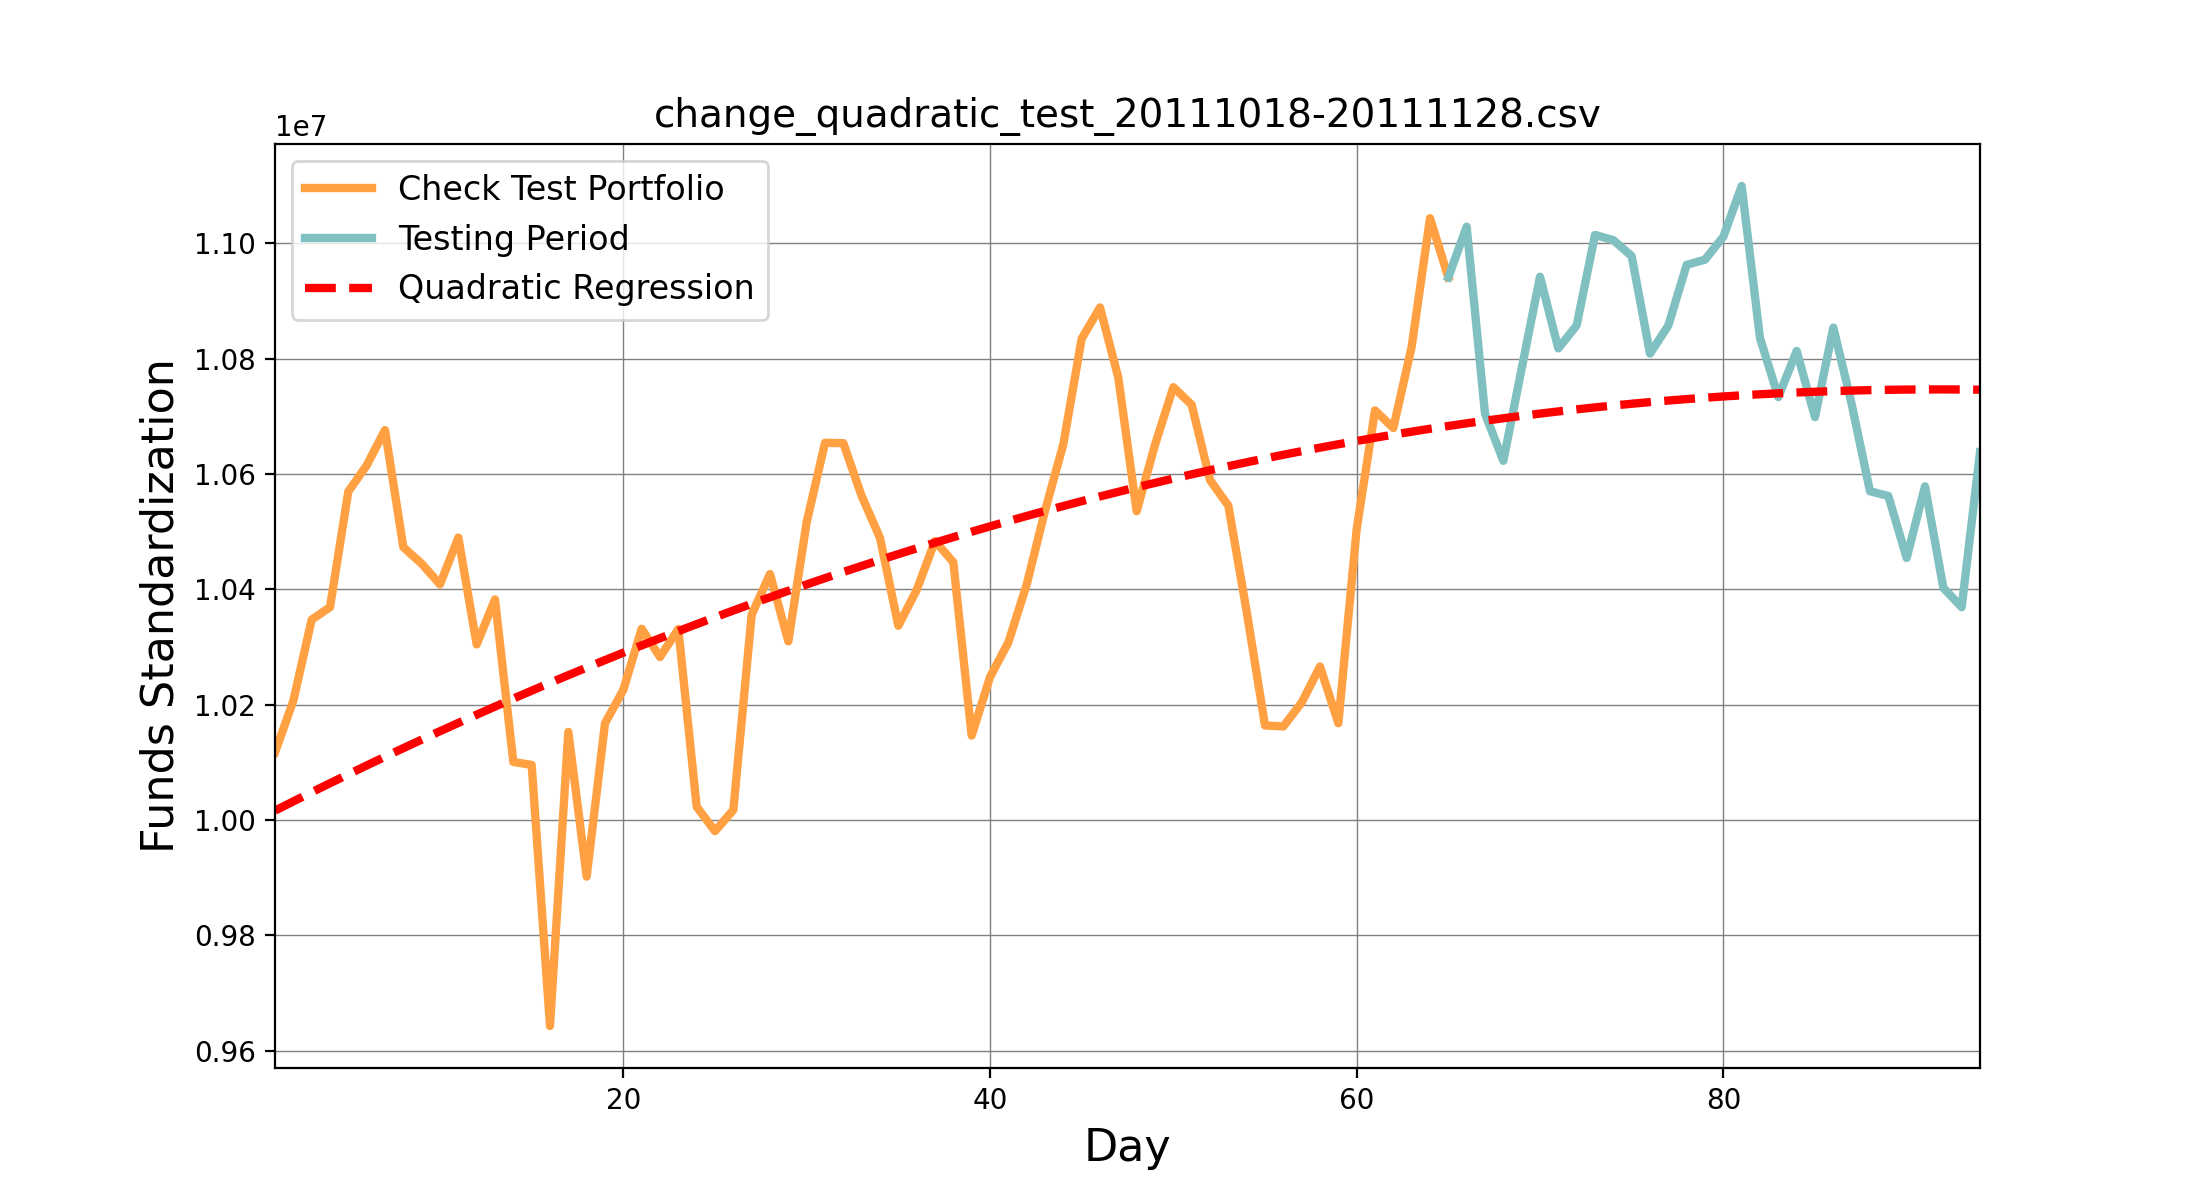 change_quadratic_test_20111018-20111128.csv
1e7
Check Test Portfolio
Testing Period
Quadratic Regression
1.10
1.08
1.06
1.04
1.02
1.00
0.98
0.96
Funds Standardization
20 40 60 80
Day